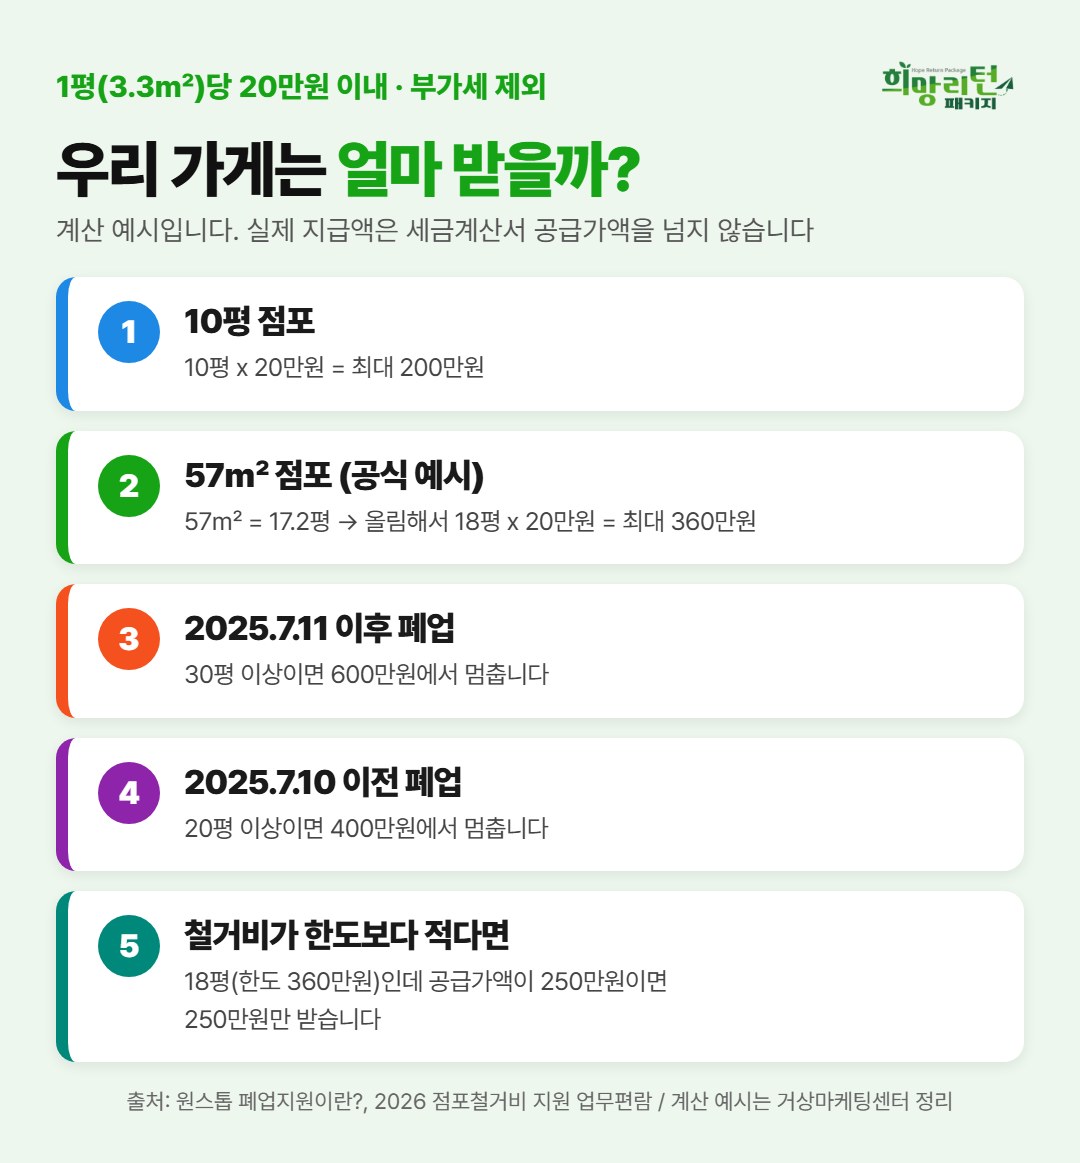 1평(3.3m²)당 20만원 이내 · 부가세 제외
Hope Return Package
희망리턴
패키지
우리 가게는 얼마 받을까?
계산 예시입니다. 실제 지급액은 세금계산서 공급가액을 넘지 않습니다
1
10평 점포
10평 x 20만원 = 최대 200만원
2
57m² 점포 (공식 예시)
57m² = 17.2평 → 올림해서 18평 x 20만원 = 최대 360만원
3
2025.7.11 이후 폐업
30평 이상이면 600만원에서 멈춥니다
4
2025.7.10 이전 폐업
20평 이상이면 400만원에서 멈춥니다
5
철거비가 한도보다 적다면
18평(한도 360만원)인데 공급가액이 250만원이면
250만원만 받습니다
출처: 원스톱 폐업지원이란?, 2026 점포철거비 지원 업무편람 / 계산 예시는 거상마케팅센터 정리